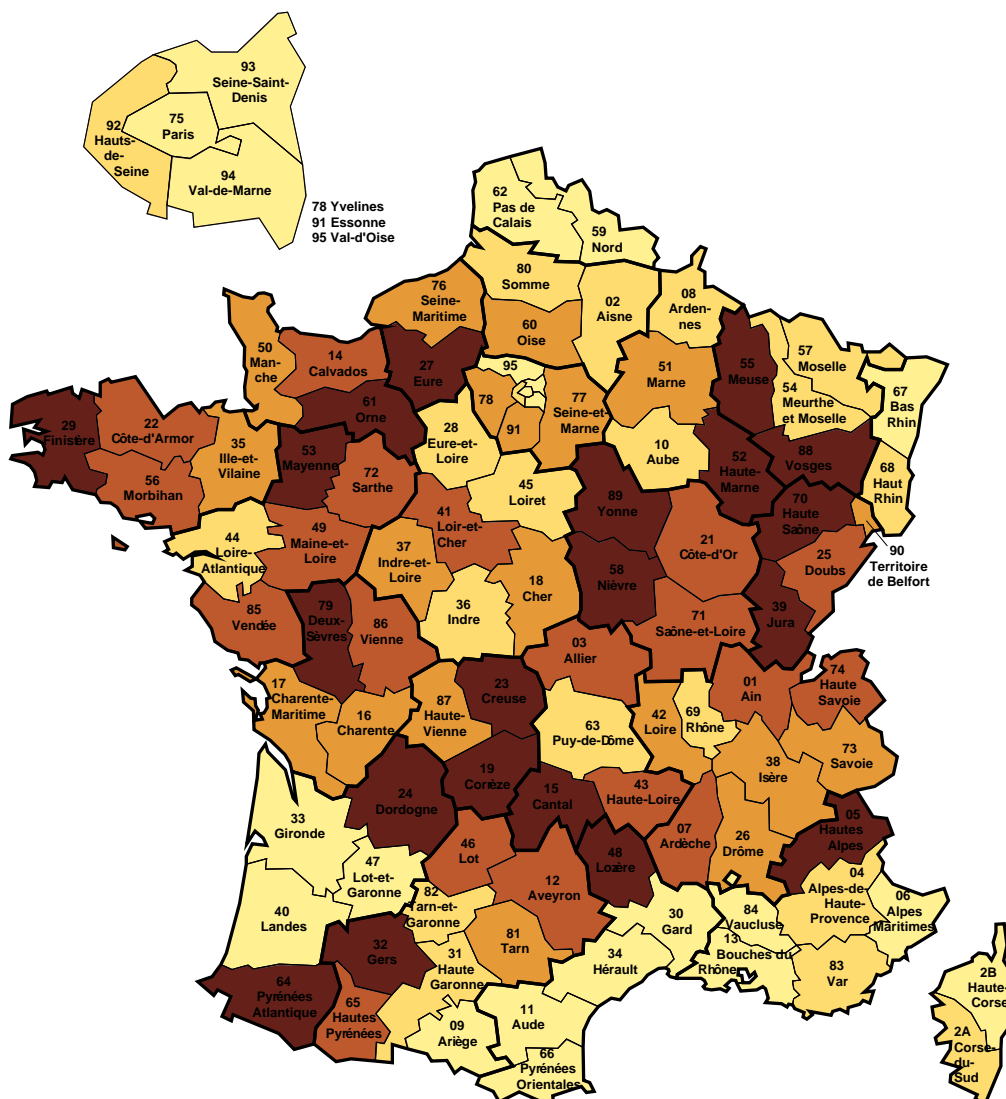 93
Seine-Saint-
Denis
75
Paris
92
Hauts-
de-
Seine
94
Val-de-Marne
78 Yvelines
91 Essonne
95 Val-d'Oise
62
Pas de
Calais
59
Nord
80
Somme
76
Seine-
Maritime
02
Aisne
08
Arden-
nes
60
Oise
50
Man-
che
14
Calvados
27
Eure
95
51
Marne
55
Meuse
57
Moselle
54
Meurthe
et Moselle
67
Bas
Rhin
61
Orne
78
91
77
Seine-et-
Marne
29
Finistère
22
Côte-d'Armor
35
Ille-et-
Vilaine
53
Mayenne
28
Eure-et-
Loire
10
Aube
52
Haute-
Marne
88
Vosges
68
Haut
Rhin
56
Morbihan
72
Sarthe
45
Loiret
89
Yonne
70
Haute
Saône
90
Territoire
de Belfort
44
Loire-
Atlantique
49
Maine-et-
Loire
41
Loir-et-
Cher
37
Indre-et-
Loire
18
Cher
58
Nièvre
21
Côte-d'Or
25
Doubs
85
Vendée
79
Deux-
Sèvres
86
Vienne
36
Indre
71
Saône-et-Loire
39
Jura
03
Allier
01
Ain
74
Haute
Savoie
17
Charente-
Maritime
16
Charente
87
Haute-
Vienne
23
Creuse
63
Puy-de-Dôme
42
Loire
69
Rhône
73
Savoie
38
Isère
19
Corrèze
24
Dordogne
15
Cantal
43
Haute-Loire
07
Ardèche
26
Drôme
05
Hautes
Alpes
33
Gironde
46
Lot
48
Lozère
47
Lot-et-
Garonne
12
Aveyron
04
Alpes-de-
Haute-
Provence
06
Alpes
Maritimes
40
Landes
82
Tarn-et-
Garonne
81
Tarn
30
Gard
84
Vaucluse
32
Gers
31
Haute
Garonne
34
Hérault
13
Bouches du
Rhône
83
Var
64
Pyrénées
Atlantique
65
Hautes
Pyrénées
09
Ariège
11
Aude
66
Pyrénées
Orientales
2B
Haute-
Corse
2A
Corse-
du-
Sud